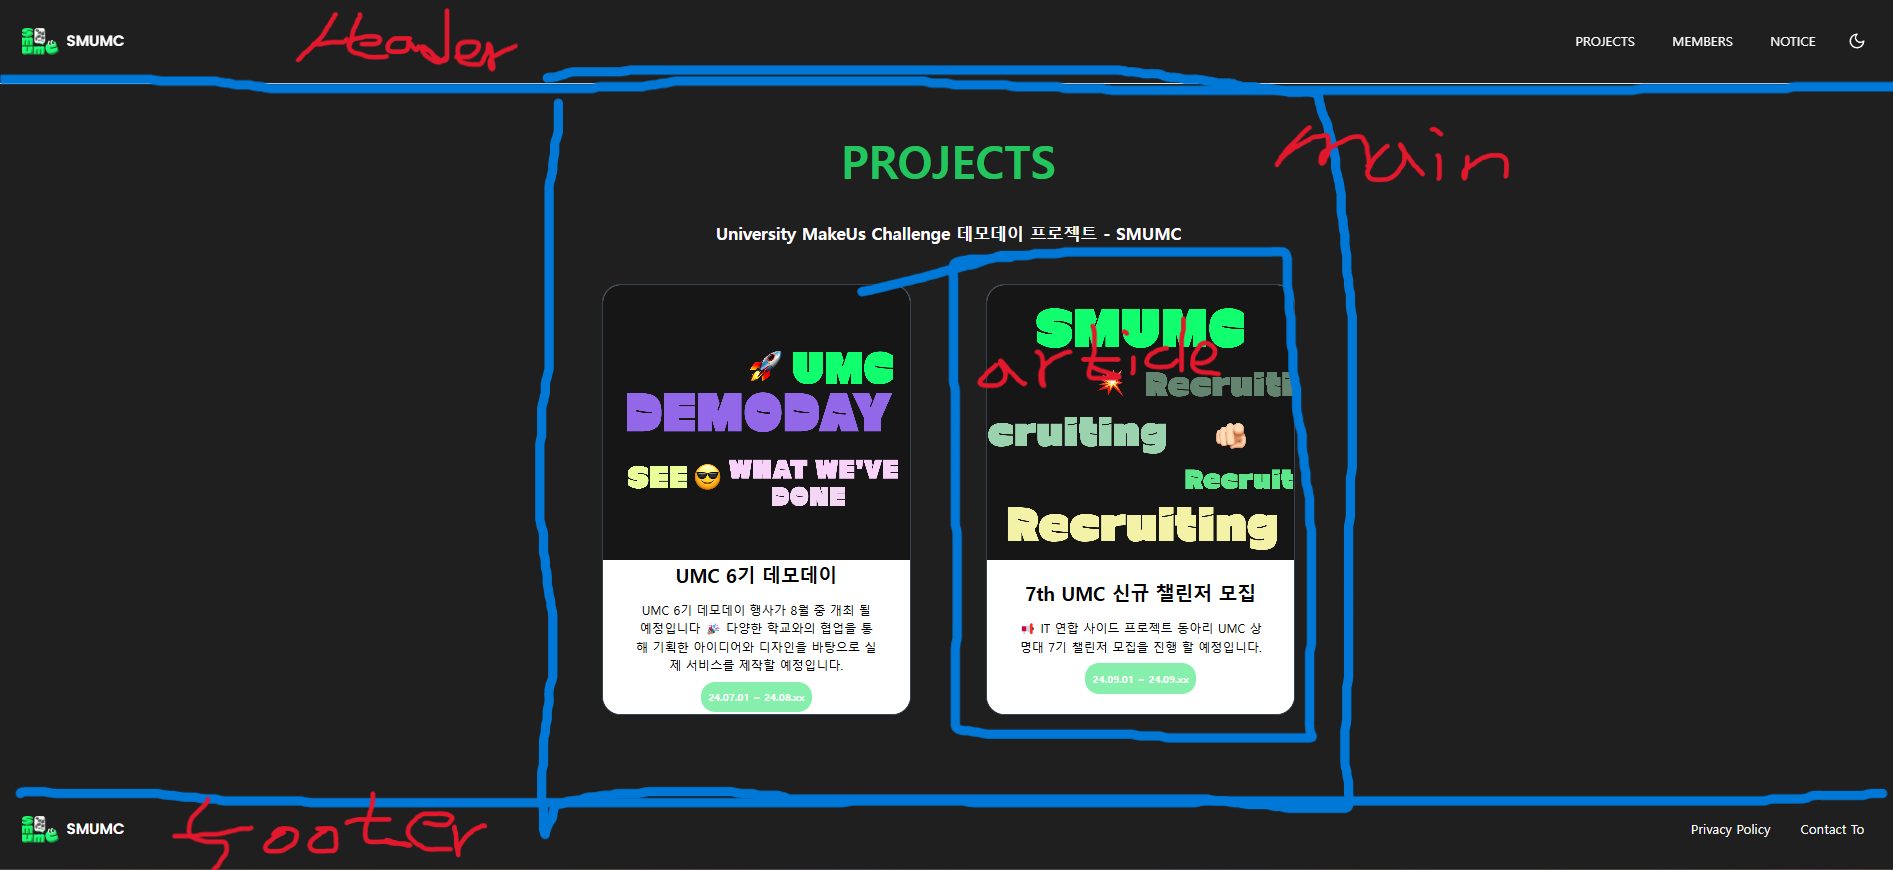 SMUMC
Header
PROJECTS MEMBERS NOTICE
main
PROJECTS
University MakeUs Challenge 데모데이 프로젝트 - SMUMC
🚀 UMC
DEMODAY
SEE 😎 WHAT WE'VE
DONE
UMC 6기 데모데이
UMC 6기 데모데이 행사가 8월 중 개최 될
예정입니다 🎉 다양한 학교와의 협업을 통
해 기획한 아이디어와 디자인을 바탕으로 실
제 서비스를 제작할 예정입니다.
24.07.01 ~ 24.08.xx
SMUMC
article
💥 Recruiti
cruiting 🫵🏻
Recruit
Recruiting
7th UMC 신규 챌린저 모집
📢 IT 연합 사이드 프로젝트 동아리 UMC 상
명대 7기 챌린저 모집을 진행 할 예정입니다.
24.09.01 ~ 24.09.xx
SMUMC
footer
Privacy Policy Contact To